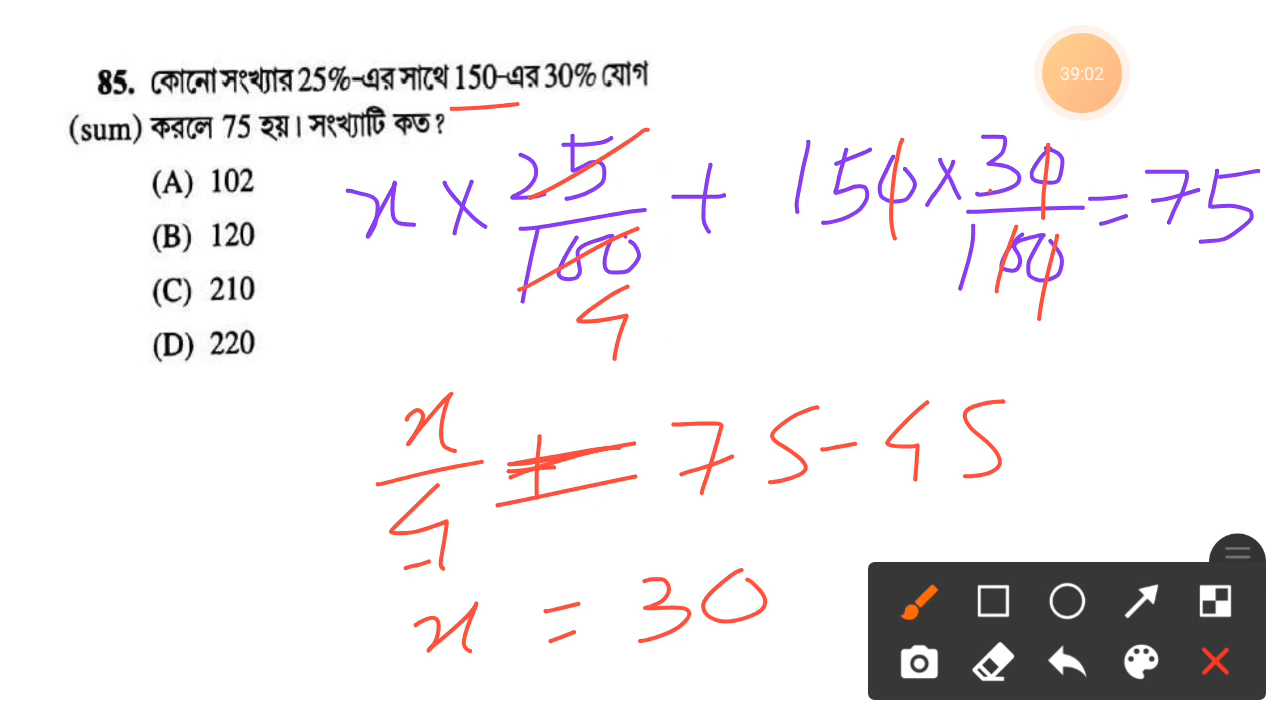 39:02
85. কোনো সংখ্যার 25%-এর সাথে 150-এর 30% যোগ
(sum) করলে 75 হয়। সংখ্যাটি কত?
(A) 102
(B) 120
(C) 210
(D) 220
x × 25/100 + 150 × 30/100 = 75
4
x/4 = 75 - 45
x = 30